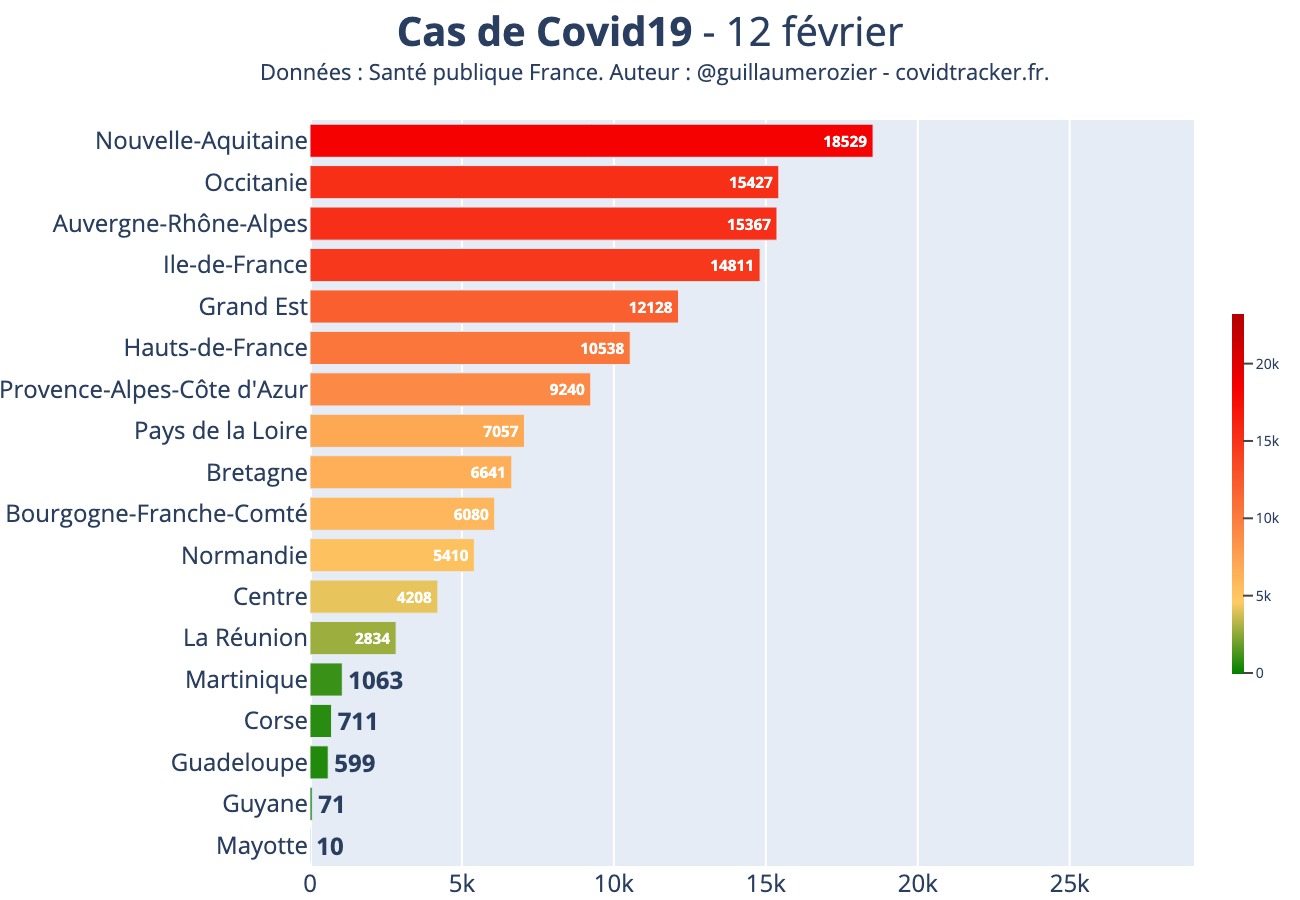 Cas de Covid19 - 12 février
Données : Santé publique France. Auteur : @guillaumerozier - covidtracker.fr.
Nouvelle-Aquitaine 18529
Occitanie 15427
Auvergne-Rhône-Alpes 15367
Ile-de-France 14811
Grand Est 12128
Hauts-de-France 10538
Provence-Alpes-Côte d'Azur 9240
Pays de la Loire 7057
Bretagne 6641
Bourgogne-Franche-Comté 6080
Normandie 5410
Centre 4208
La Réunion 2834
Martinique 1063
Corse 711
Guadeloupe 599
Guyane 71
Mayotte 10
0 5k 10k 15k 20k 25k
20k
15k
10k
5k
0